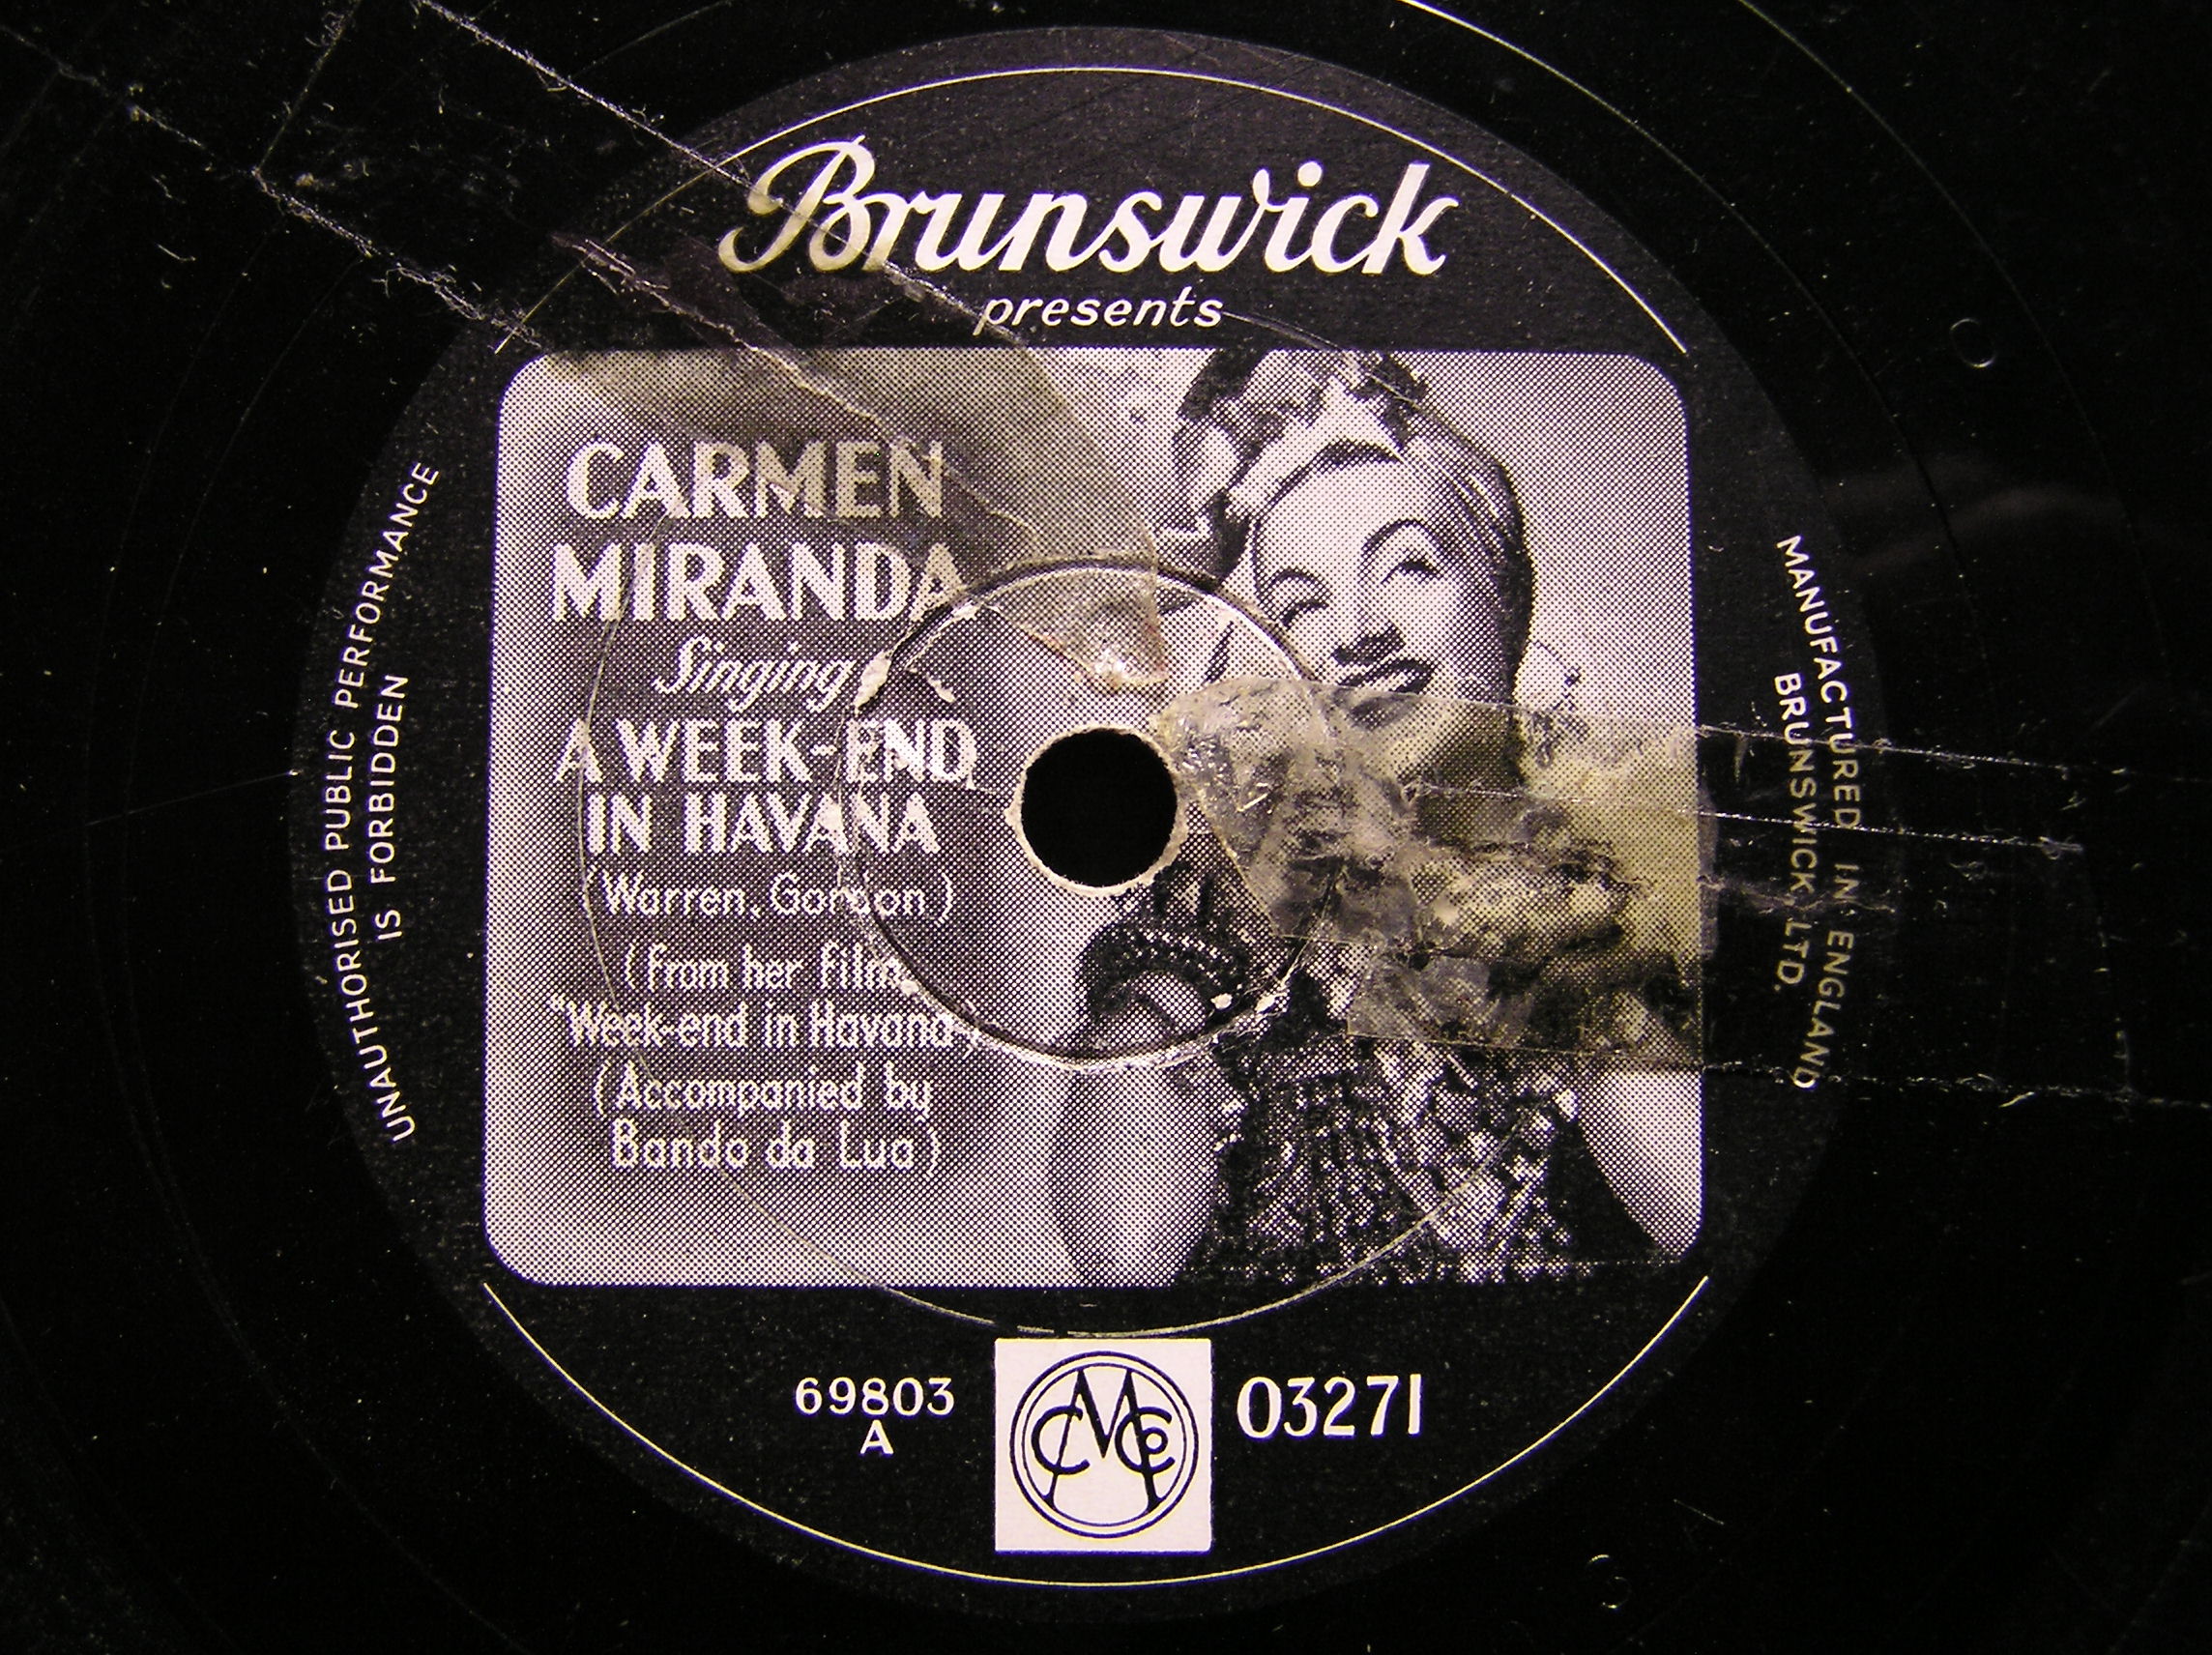 Brunswick
presents
CARMEN
MIRANDA
Singing
A WEEK-END
IN HAVANA
(Warren, Gordon)
(from her film
"Week-end in Havana")
(Accompanied by
Bando da Lua)
UNAUTHORISED PUBLIC PERFORMANCE
IS FORBIDDEN
MANUFACTURED IN ENGLAND
BRUNSWICK LTD.
69803
A
MCCo
03271